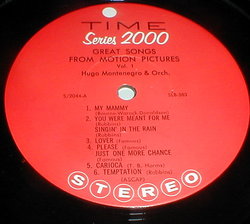 TIME
Series 2000
GREAT SONGS
FROM MOTION PICTURES
Vol. 1
Hugo Montenegro & Orch.
S/2044-A
1. MY MAMMY
2. YOU WERE MEANT FOR ME
(Robbins)
SINGIN' IN THE RAIN
(Robbins)
3. LOVER (Famous)
4. PLEASE (Famous)
JUST ONE MORE CHANCE
(Famous)
5. CARIOCA (T. B. Harms)
6. TEMPTATION (Robbins)
(ASCAP)
STEREO